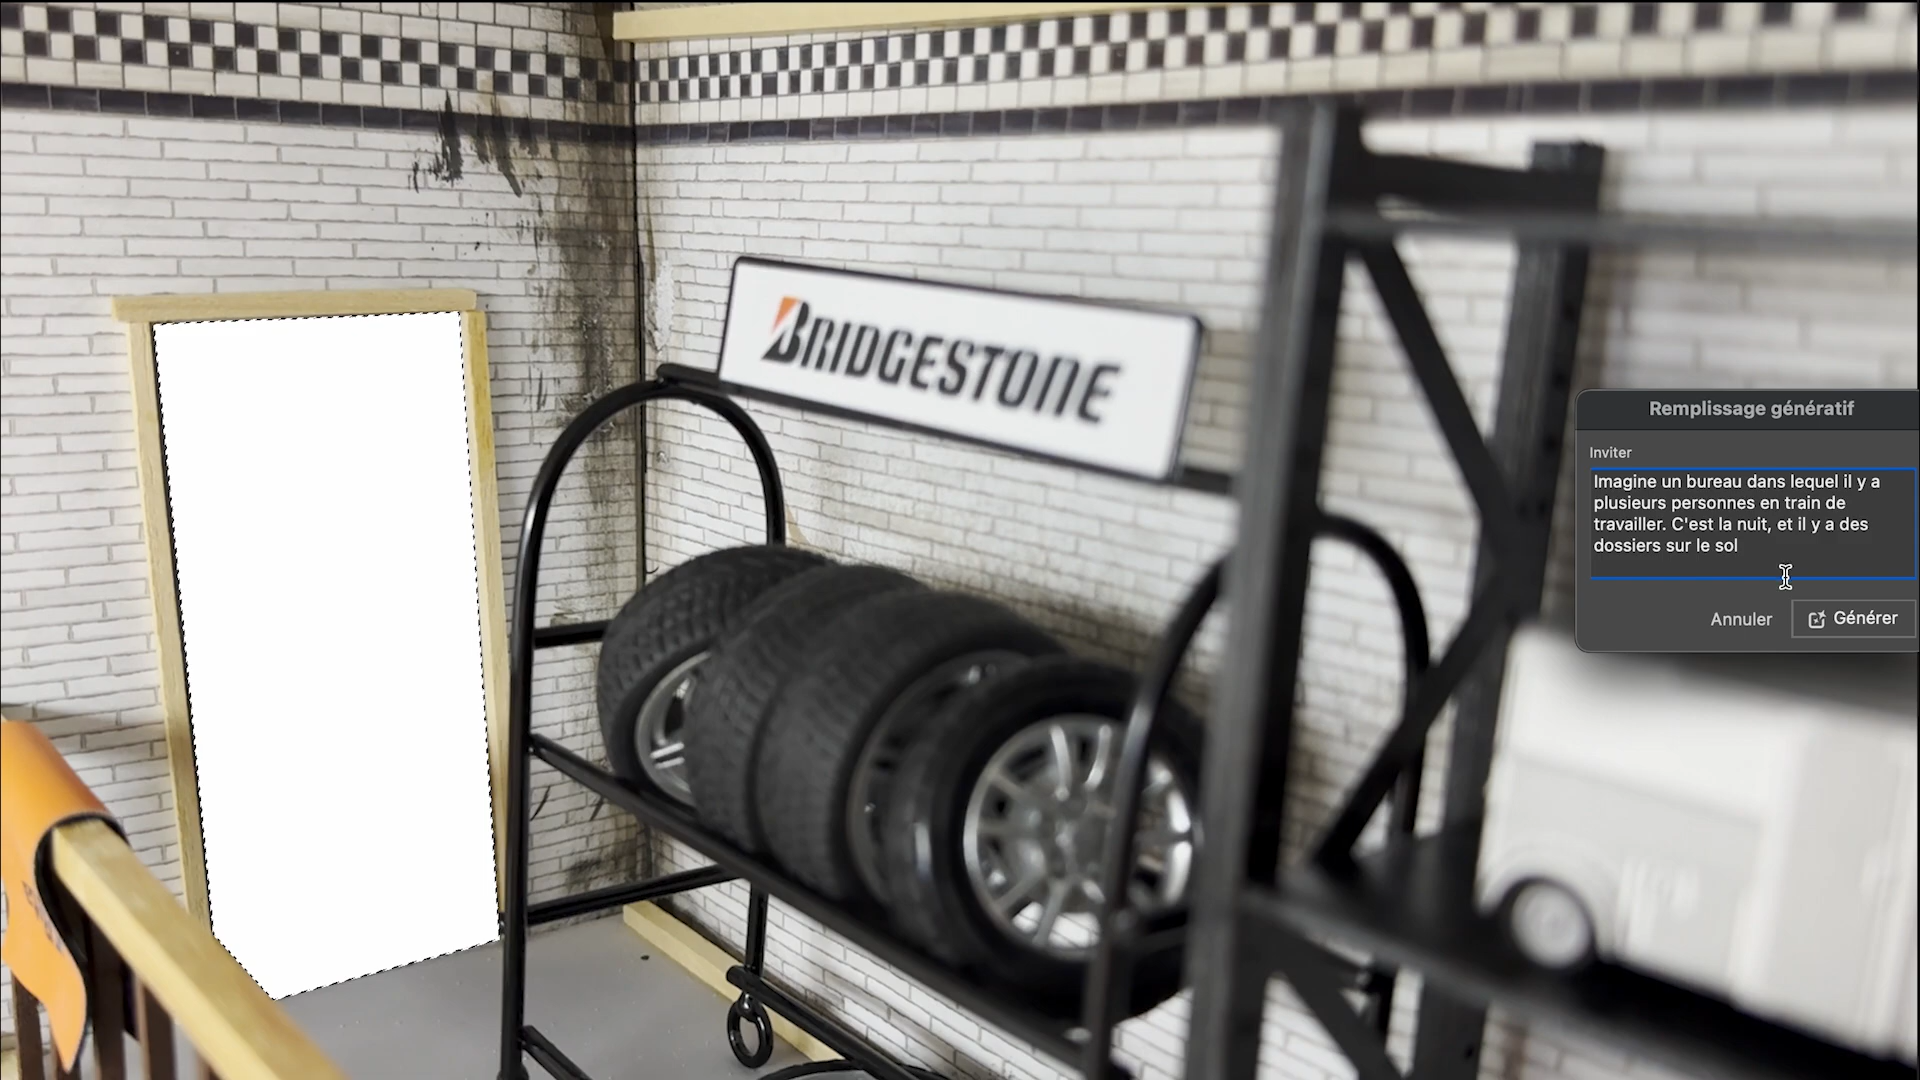 BRIDGESTONE
Remplissage génératif
Inviter
Imagine un bureau dans lequel il y a
plusieurs personnes en train de
travailler. C'est la nuit, et il y a des
dossiers sur le sol
Annuler
Générer